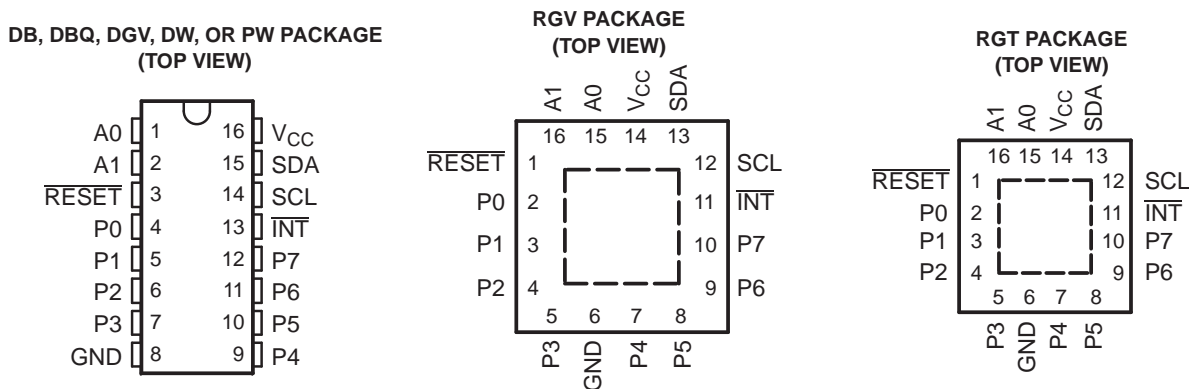 DB, DBQ, DGV, DW, OR PW PACKAGE
(TOP VIEW)
A0 1 16 VCC
A1 2 15 SDA
RESET 3 14 SCL
P0 4 13 INT
P1 5 12 P7
P2 6 11 P6
P3 7 10 P5
GND 8 9 P4
RGV PACKAGE
(TOP VIEW)
A1 A0 VCC SDA
16 15 14 13
RESET 1 12 SCL
P0 2 11 INT
P1 3 10 P7
P2 4 9 P6
5 6 7 8
P3 GND P4 P5
RGT PACKAGE
(TOP VIEW)
A1 A0 VCC SDA
16 15 14 13
RESET 1 12 SCL
P0 2 11 INT
P1 3 10 P7
P2 4 9 P6
5 6 7 8
P3 GND P4 P5